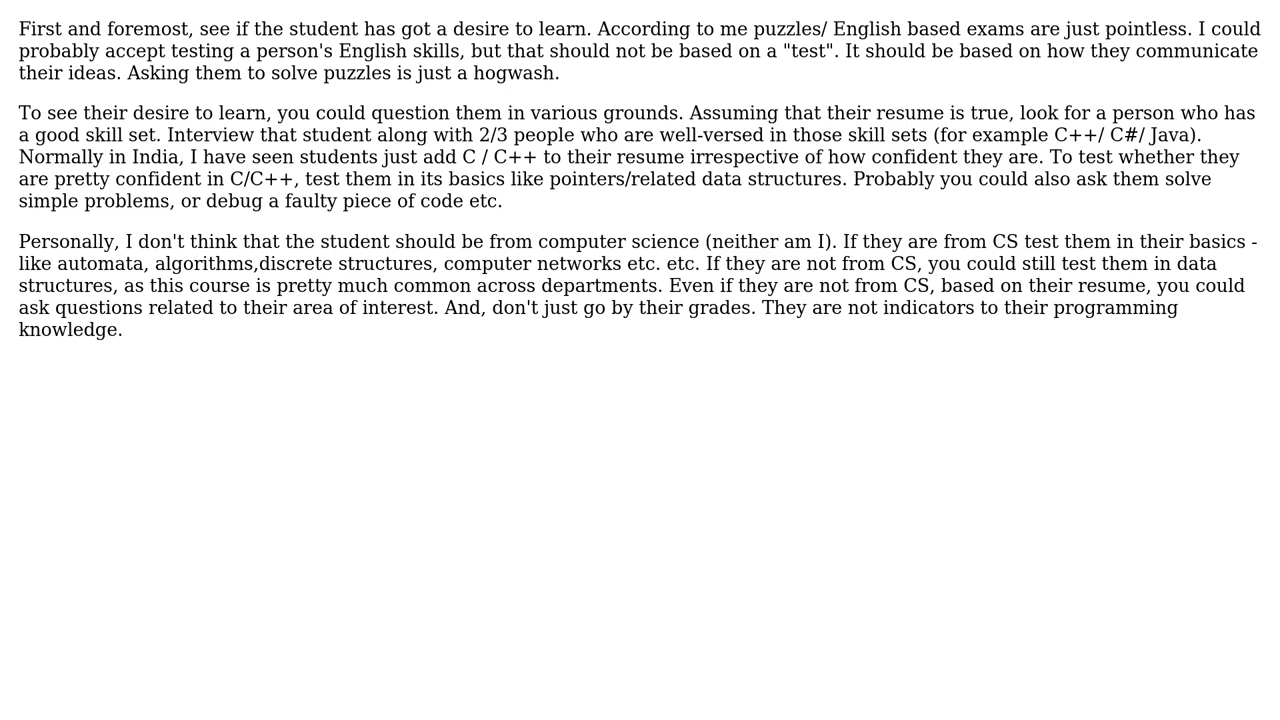 First and foremost, see if the student has got a desire to learn. According to me puzzles/ English based exams are just pointless. I could
probably accept testing a person's English skills, but that should not be based on a "test". It should be based on how they communicate
their ideas. Asking them to solve puzzles is just a hogwash.
To see their desire to learn, you could question them in various grounds. Assuming that their resume is true, look for a person who has
a good skill set. Interview that student along with 2/3 people who are well-versed in those skill sets (for example C++/ C#/ Java).
Normally in India, I have seen students just add C / C++ to their resume irrespective of how confident they are. To test whether they
are pretty confident in C/C++, test them in its basics like pointers/related data structures. Probably you could also ask them solve
simple problems, or debug a faulty piece of code etc.
Personally, I don't think that the student should be from computer science (neither am I). If they are from CS test them in their basics -
like automata, algorithms,discrete structures, computer networks etc. etc. If they are not from CS, you could still test them in data
structures, as this course is pretty much common across departments. Even if they are not from CS, based on their resume, you could
ask questions related to their area of interest. And, don't just go by their grades. They are not indicators to their programming
knowledge.